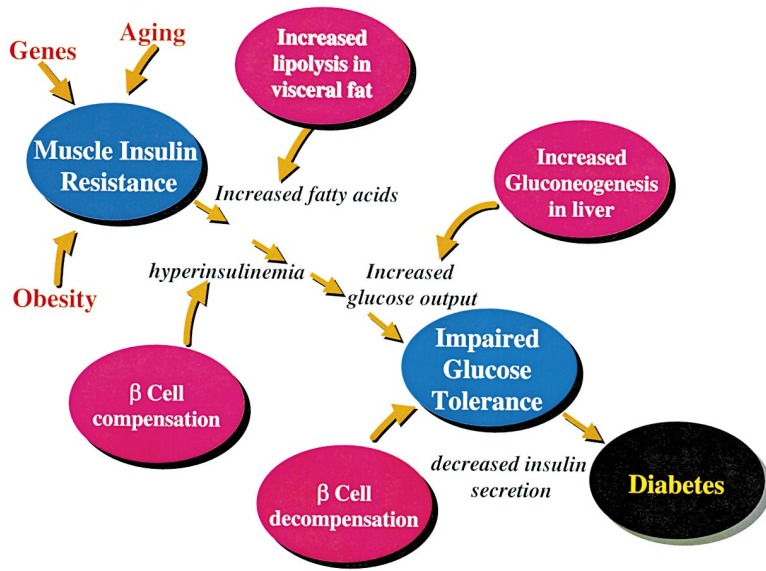 Genes
Aging
Increased
lipolysis in
visceral fat
Muscle Insulin
Resistance
Increased fatty acids
Increased
Gluconeogenesis
in liver
Obesity
hyperinsulinemia
Increased
glucose output
β Cell
compensation
Impaired
Glucose
Tolerance
β Cell
decompensation
decreased insulin
secretion
Diabetes